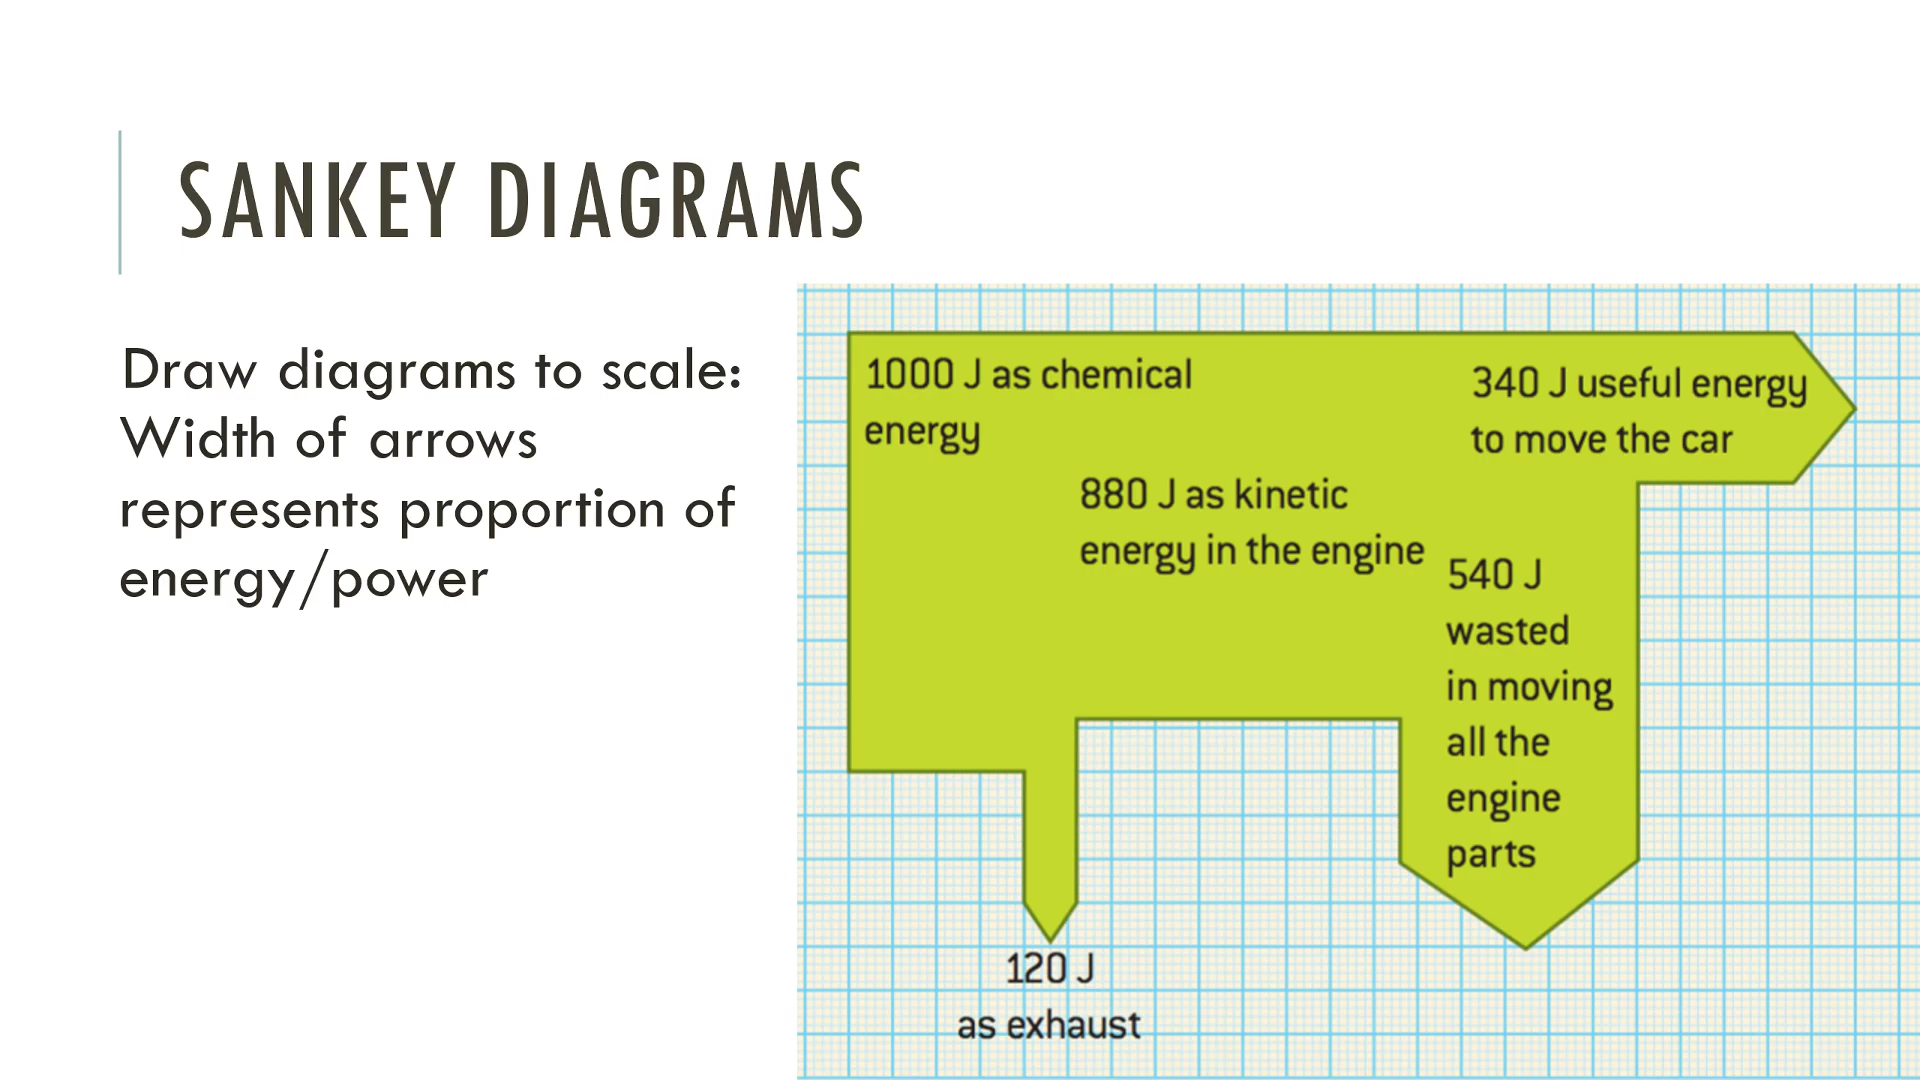 SANKEY DIAGRAMS
Draw diagrams to scale:
Width of arrows
represents proportion of
energy/power
1000 J as chemical
energy
340 J useful energy
to move the car
880 J as kinetic
energy in the engine
540 J
wasted
in moving
all the
engine
parts
120 J
as exhaust